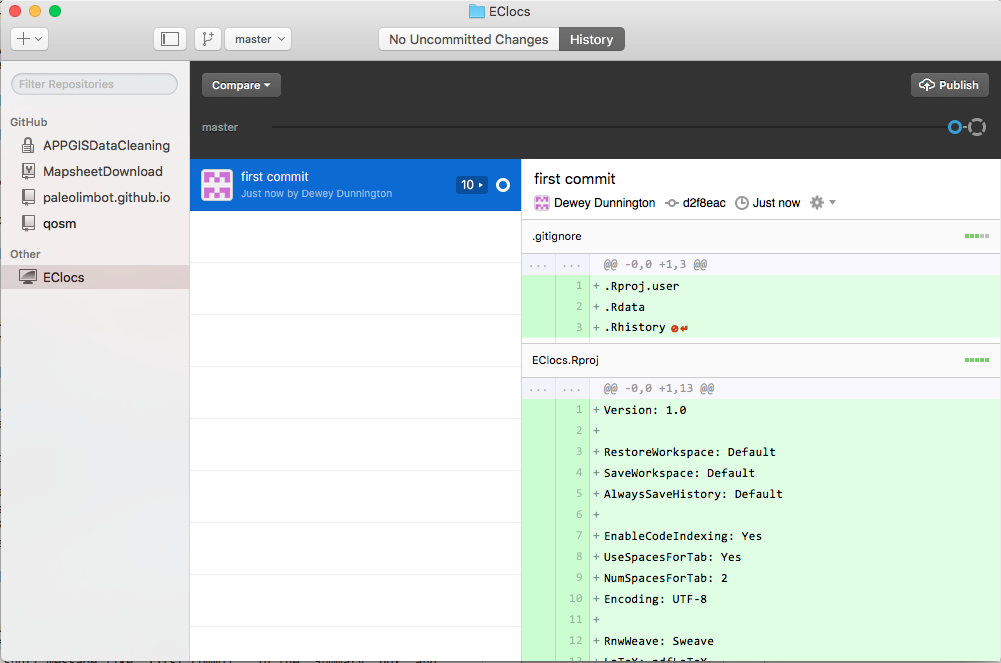 EClocs
master
No Uncommitted Changes
History
Filter Repositories
GitHub
APPGISDataCleaning
MapsheetDownload
paleolimbot.github.io
qosm
Other
EClocs
Compare
Publish
master
first commit
Just now by Dewey Dunnington
10
first commit
Dewey Dunnington d2f8eac Just now
.gitignore
... ... @@ -0,0 +1,3 @@
1 + .Rproj.user
2 + .Rdata
3 + .Rhistory
EClocs.Rproj
... ... @@ -0,0 +1,13 @@
1 + Version: 1.0
2 +
3 + RestoreWorkspace: Default
4 + SaveWorkspace: Default
5 + AlwaysSaveHistory: Default
6 +
7 + EnableCodeIndexing: Yes
8 + UseSpacesForTab: Yes
9 + NumSpacesForTab: 2
10 + Encoding: UTF-8
11 +
12 + RnwWeave: Sweave
13 + LaTeX: pdfLaTeX